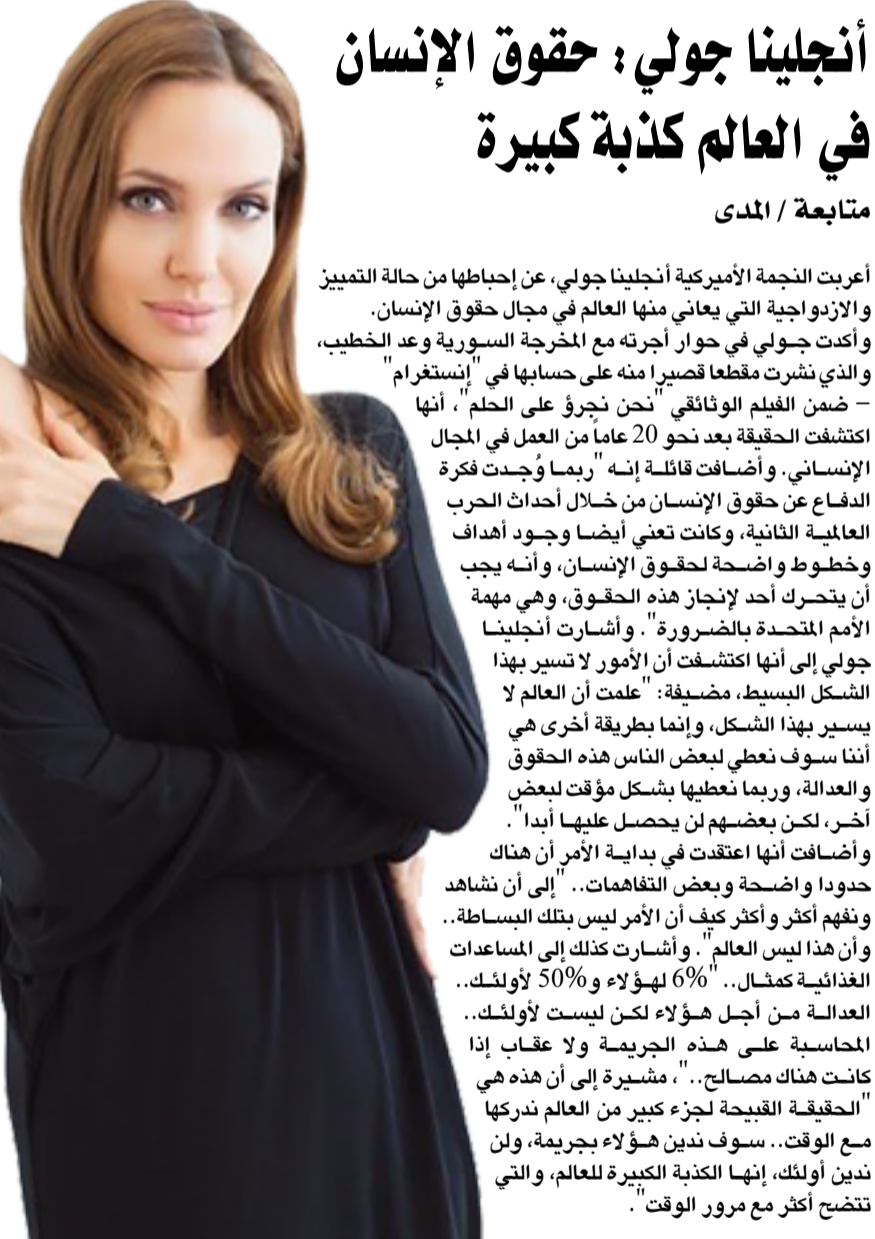 أنجلينا جولي: حقوق الإنسان
في العالم كذبة كبيرة
متابعة / المدى
أعربت النجمة الأميركية أنجلينا جولي، عن إحباطها من حالة التمييز
والازدواجية التي يعاني منها العالم في مجال حقوق الإنسان.
وأكدت جولي في حوار أجرته مع المخرجة السورية وعد الخطيب،
والذي نشرت مقطعا قصيرا منه على حسابها في "إنستغرام"
– ضمن الفيلم الوثائقي "نحن نجرؤ على الحلم"، أنها
اكتشفت الحقيقة بعد نحو 20 عاماً من العمل في المجال
الإنساني. وأضافت قائلة إنه "ربما وُجدت فكرة
الدفاع عن حقوق الإنسان من خلال أحداث الحرب
العالمية الثانية، وكانت تعني أيضا وجود أهداف
وخطوط واضحة لحقوق الإنسان، وأنه يجب
أن يتحرك أحد لإنجاز هذه الحقوق، وهي مهمة
الأمم المتحدة بالضرورة". وأشارت أنجلينا
جولي إلى أنها اكتشفت أن الأمور لا تسير بهذا
الشكل البسيط، مضيفة: "علمت أن العالم لا
يسير بهذا الشكل، وإنما بطريقة أخرى هي
أننا سوف نعطي لبعض الناس هذه الحقوق
والعدالة، وربما نعطيها بشكل مؤقت لبعض
آخر، لكن بعضهم لن يحصل عليها أبدا".
وأضافت أنها اعتقدت في بداية الأمر أن هناك
حدودا واضحة وبعض التفاهمات.. "إلى أن نشاهد
ونفهم أكثر وأكثر كيف أن الأمر ليس بتلك البساطة..
وأن هذا ليس العالم". وأشارت كذلك إلى المساعدات
الغذائية كمثال.. "6% لهؤلاء و50% لأولئك..
العدالة من أجل هؤلاء لكن ليست لأولئك..
المحاسبة على هذه الجريمة ولا عقاب إذا
كانت هناك مصالح.."، مشيرة إلى أن هذه هي
"الحقيقة القبيحة لجزء كبير من العالم ندركها
مع الوقت.. سوف ندين هؤلاء بجريمة، ولن
ندين أولئك، إنها الكذبة الكبيرة للعالم، والتي
تتضح أكثر مع مرور الوقت".